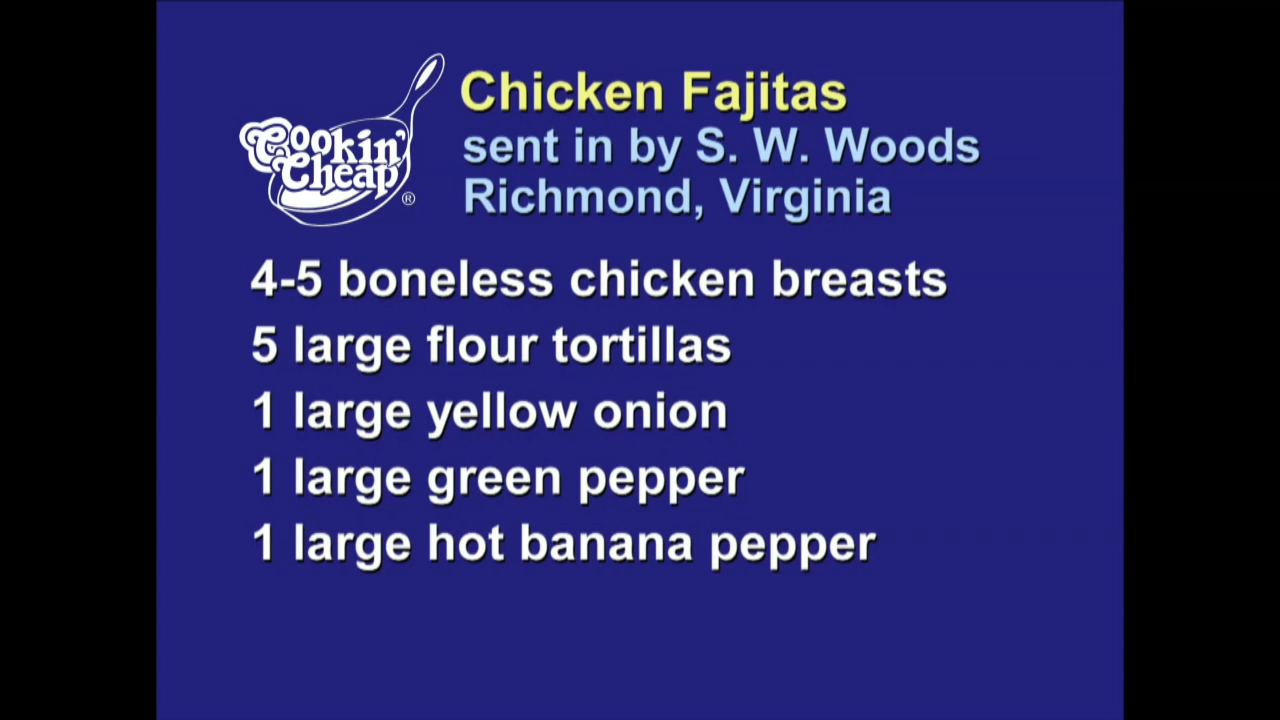 Cookin'
Cheap
®
Chicken Fajitas
sent in by S. W. Woods
Richmond, Virginia
4-5 boneless chicken breasts
5 large flour tortillas
1 large yellow onion
1 large green pepper
1 large hot banana pepper